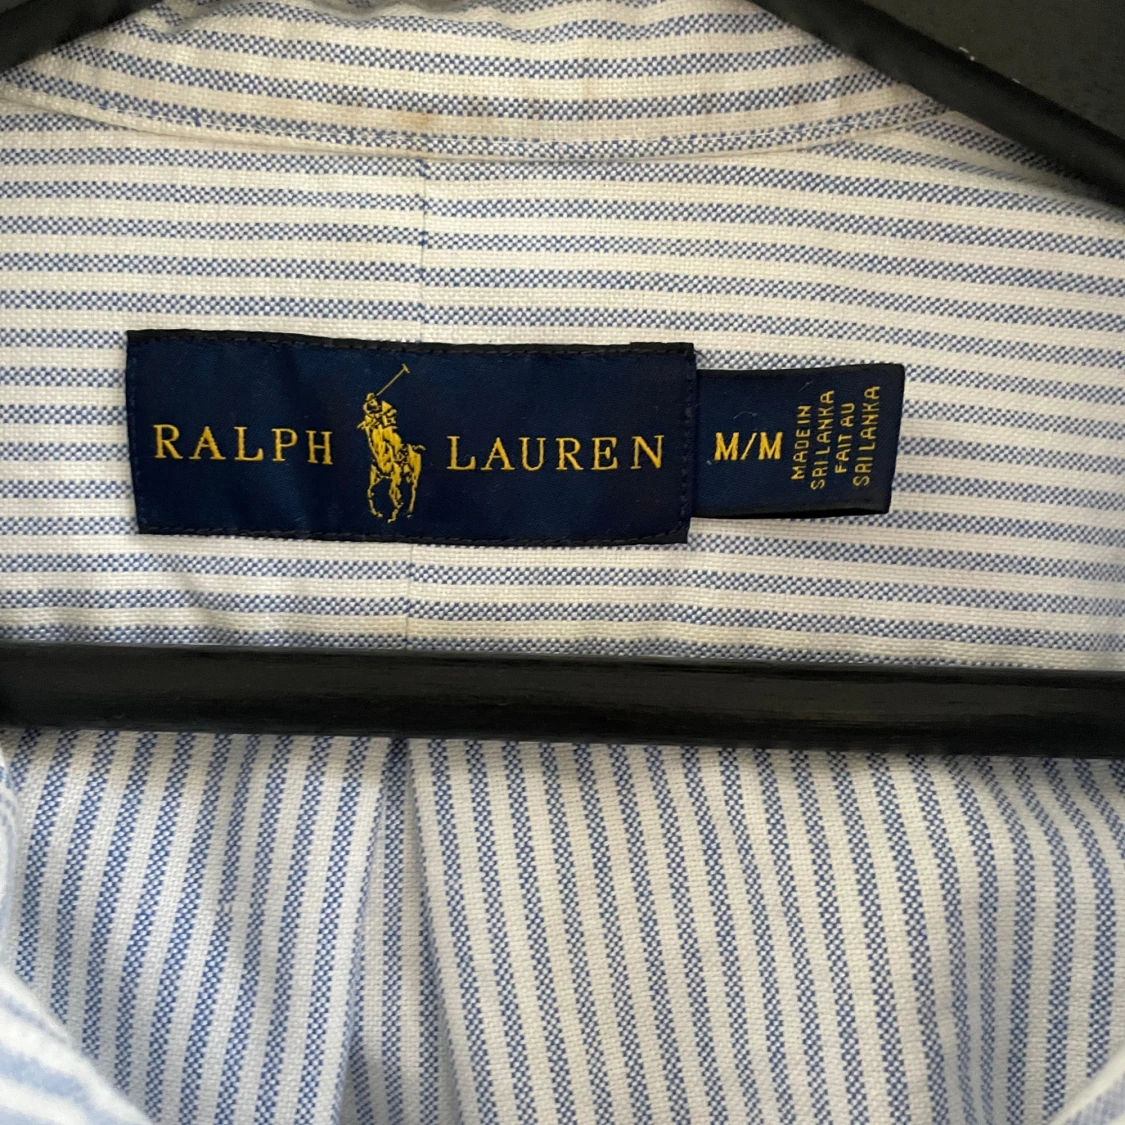 RALPH LAUREN
M/M
MADE IN
SRI LANKA
FAIT AU
SRI LANKA